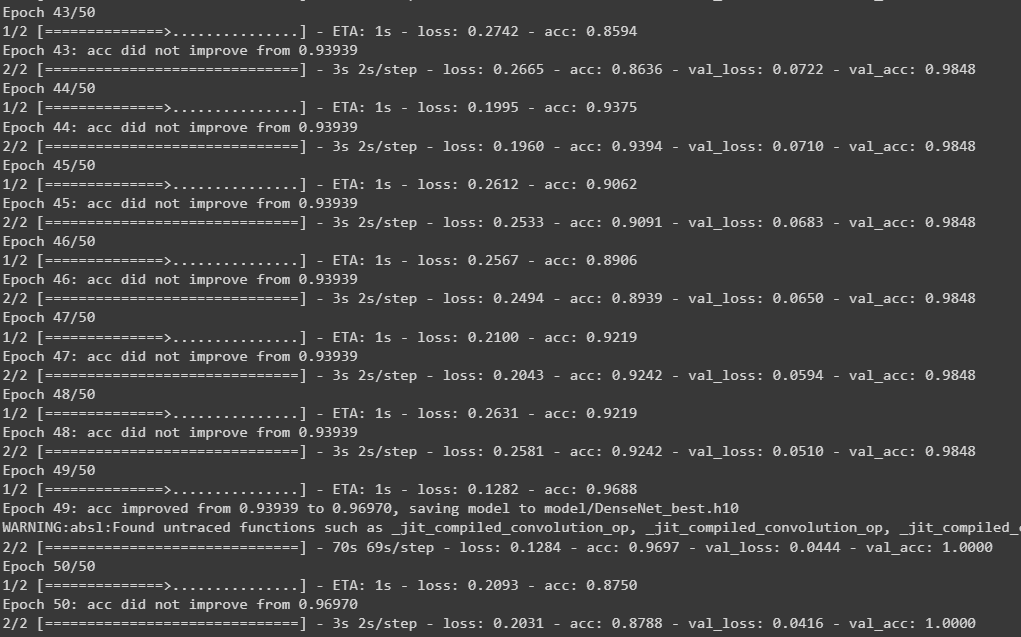 Epoch 43/50
1/2 [==============>...............] - ETA: 1s - loss: 0.2742 - acc: 0.8594
Epoch 43: acc did not improve from 0.93939
2/2 [==============================] - 3s 2s/step - loss: 0.2665 - acc: 0.8636 - val_loss: 0.0722 - val_acc: 0.9848
Epoch 44/50
1/2 [==============>...............] - ETA: 1s - loss: 0.1995 - acc: 0.9375
Epoch 44: acc did not improve from 0.93939
2/2 [==============================] - 3s 2s/step - loss: 0.1960 - acc: 0.9394 - val_loss: 0.0710 - val_acc: 0.9848
Epoch 45/50
1/2 [==============>...............] - ETA: 1s - loss: 0.2612 - acc: 0.9062
Epoch 45: acc did not improve from 0.93939
2/2 [==============================] - 3s 2s/step - loss: 0.2533 - acc: 0.9091 - val_loss: 0.0683 - val_acc: 0.9848
Epoch 46/50
1/2 [==============>...............] - ETA: 1s - loss: 0.2567 - acc: 0.8906
Epoch 46: acc did not improve from 0.93939
2/2 [==============================] - 3s 2s/step - loss: 0.2494 - acc: 0.8939 - val_loss: 0.0650 - val_acc: 0.9848
Epoch 47/50
1/2 [==============>...............] - ETA: 1s - loss: 0.2100 - acc: 0.9219
Epoch 47: acc did not improve from 0.93939
2/2 [==============================] - 3s 2s/step - loss: 0.2043 - acc: 0.9242 - val_loss: 0.0594 - val_acc: 0.9848
Epoch 48/50
1/2 [==============>...............] - ETA: 1s - loss: 0.2631 - acc: 0.9219
Epoch 48: acc did not improve from 0.93939
2/2 [==============================] - 3s 2s/step - loss: 0.2581 - acc: 0.9242 - val_loss: 0.0510 - val_acc: 0.9848
Epoch 49/50
1/2 [==============>...............] - ETA: 1s - loss: 0.1282 - acc: 0.9688
Epoch 49: acc improved from 0.93939 to 0.96970, saving model to model/DenseNet_best.h10
WARNING:absl:Found untraced functions such as _jit_compiled_convolution_op, _jit_compiled_convolution_op, _jit_compiled_
2/2 [==============================] - 70s 69s/step - loss: 0.1284 - acc: 0.9697 - val_loss: 0.0444 - val_acc: 1.0000
Epoch 50/50
1/2 [==============>...............] - ETA: 1s - loss: 0.2093 - acc: 0.8750
Epoch 50: acc did not improve from 0.96970
2/2 [==============================] - 3s 2s/step - loss: 0.2031 - acc: 0.8788 - val_loss: 0.0416 - val_acc: 1.0000